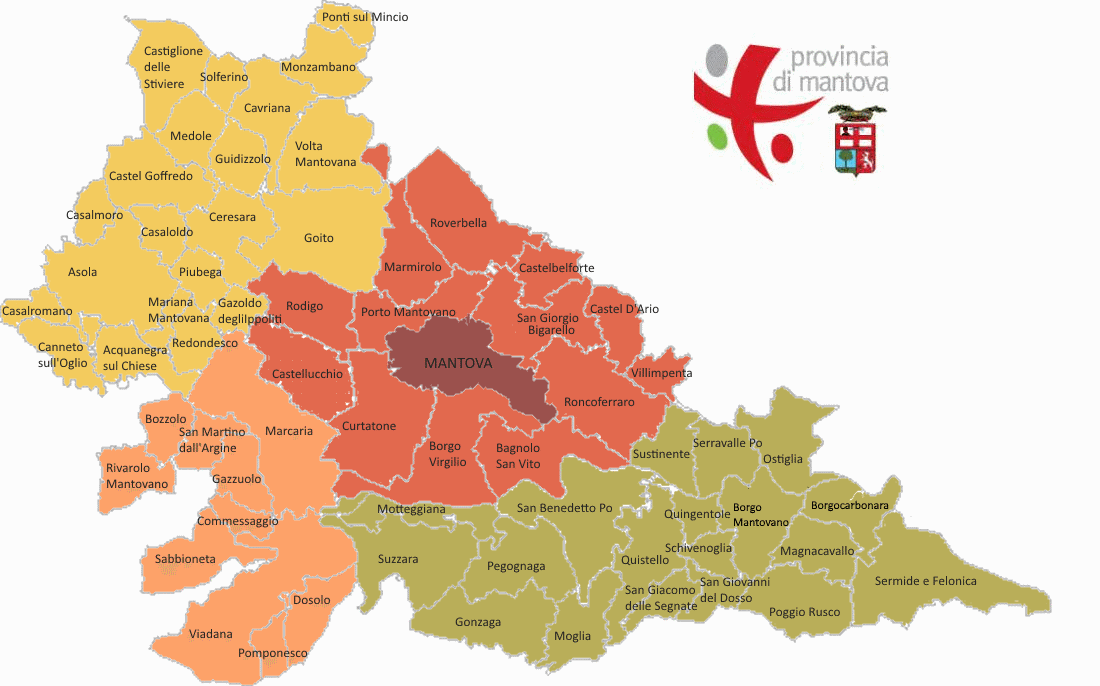 Ponti sul Mincio
provincia
di mantova
Castiglione
delle
Stiviere
Solferino
Monzambano
Cavriana
Medole
Guidizzolo
Volta
Mantovana
Castel Goffredo
Casalmoro
Ceresara
Casaloldo
Goito
Roverbella
Asola
Piubega
Marmirolo
Castelbelforte
Casalromano
Mariana
Mantovana
Gazoldo
degliIppoliti
Rodigo
Porto Mantovano
San Giorgio
Bigarello
Castel D'Ario
Canneto
sull'Oglio
Acquanegra
sul Chiese
Redondesco
Castellucchio
MANTOVA
Villimpenta
Roncoferraro
Bozzolo
San Martino
dall'Argine
Marcaria
Curtatone
Borgo
Virgilio
Bagnolo
San Vito
Sustinente
Serravalle Po
Ostiglia
Rivarolo
Mantovano
Gazzuolo
Commessaggio
Motteggiana
San Benedetto Po
Quingentole
Borgo
Mantovano
Borgocarbonara
Sabbioneta
Suzzara
Pegognaga
Quistello
Schivenoglia
Magnacavallo
Sermide e Felonica
San Giacomo
delle Segnate
San Giovanni
del Dosso
Poggio Rusco
Dosolo
Viadana
Pomponesco
Gonzaga
Moglia